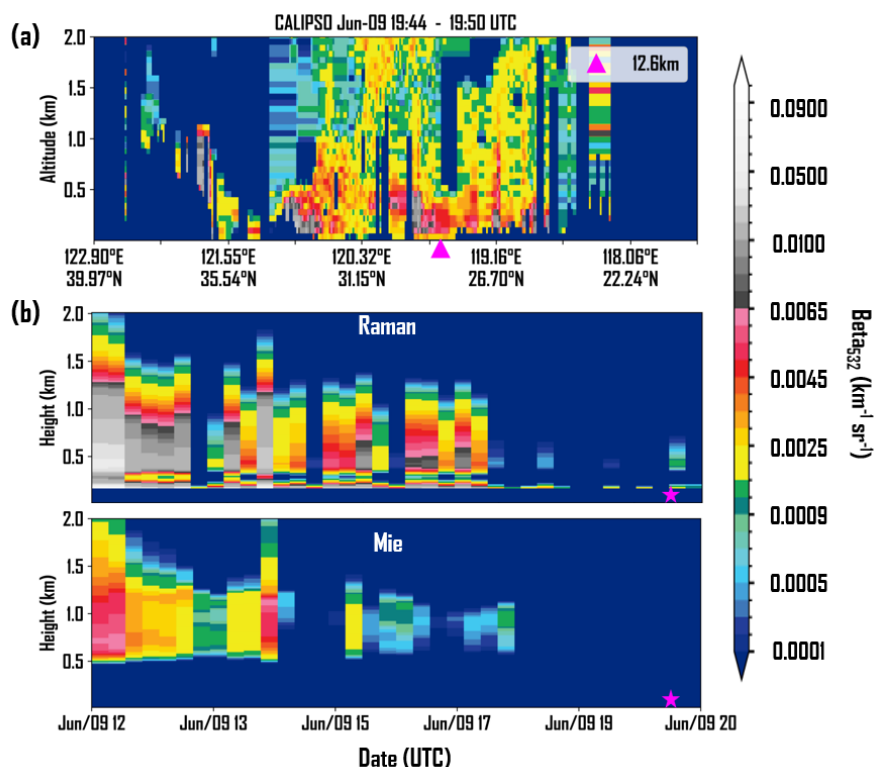 CALIPSO Jun-09 19:44 - 19:50 UTC
(a)
12.6km
2.0
1.5
1.0
0.5
Altitude (km)
122.90°E 121.55°E 120.32°E 119.16°E 118.06°E
39.97°N 35.54°N 31.15°N 26.70°N 22.24°N
(b)
Raman
2.0
1.5
1.0
0.5
Height (km)
Mie
2.0
1.5
1.0
0.5
Height (km)
Jun/09 12 Jun/09 13 Jun/09 15 Jun/09 17 Jun/09 19 Jun/09 20
Date (UTC)
0.0900
0.0500
0.0100
0.0065
0.0045
0.0025
0.0009
0.0005
0.0001
Beta532 (km-1 sr-1)